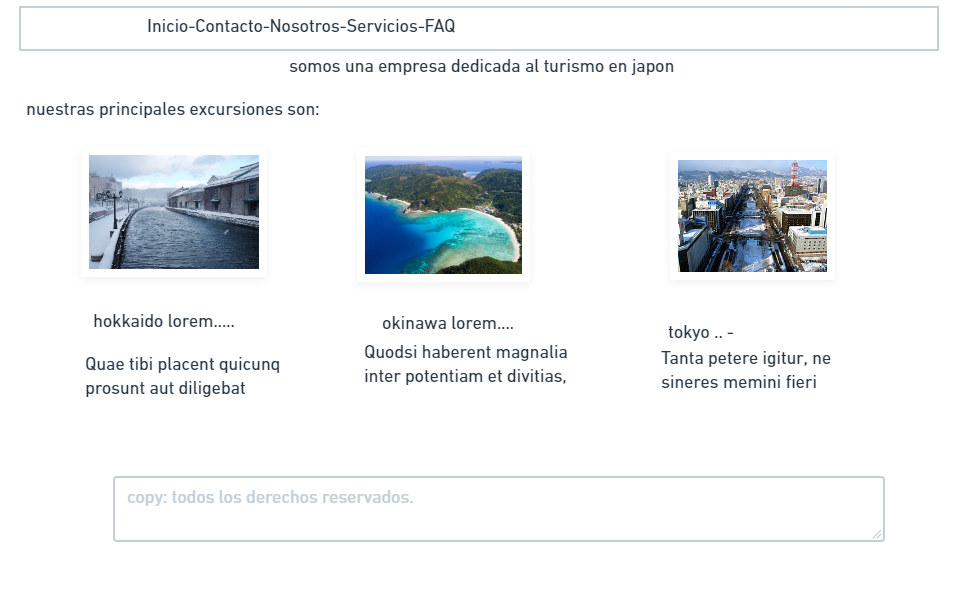 Inicio-Contacto-Nosotros-Servicios-FAQ
somos una empresa dedicada al turismo en japon
nuestras principales excursiones son:
hokkaido lorem.....
Quae tibi placent quicunq
prosunt aut diligebat
okinawa lorem....
Quodsi haberent magnalia
inter potentiam et divitias,
tokyo .. -
Tanta petere igitur, ne
sineres memini fieri
copy: todos los derechos reservados.